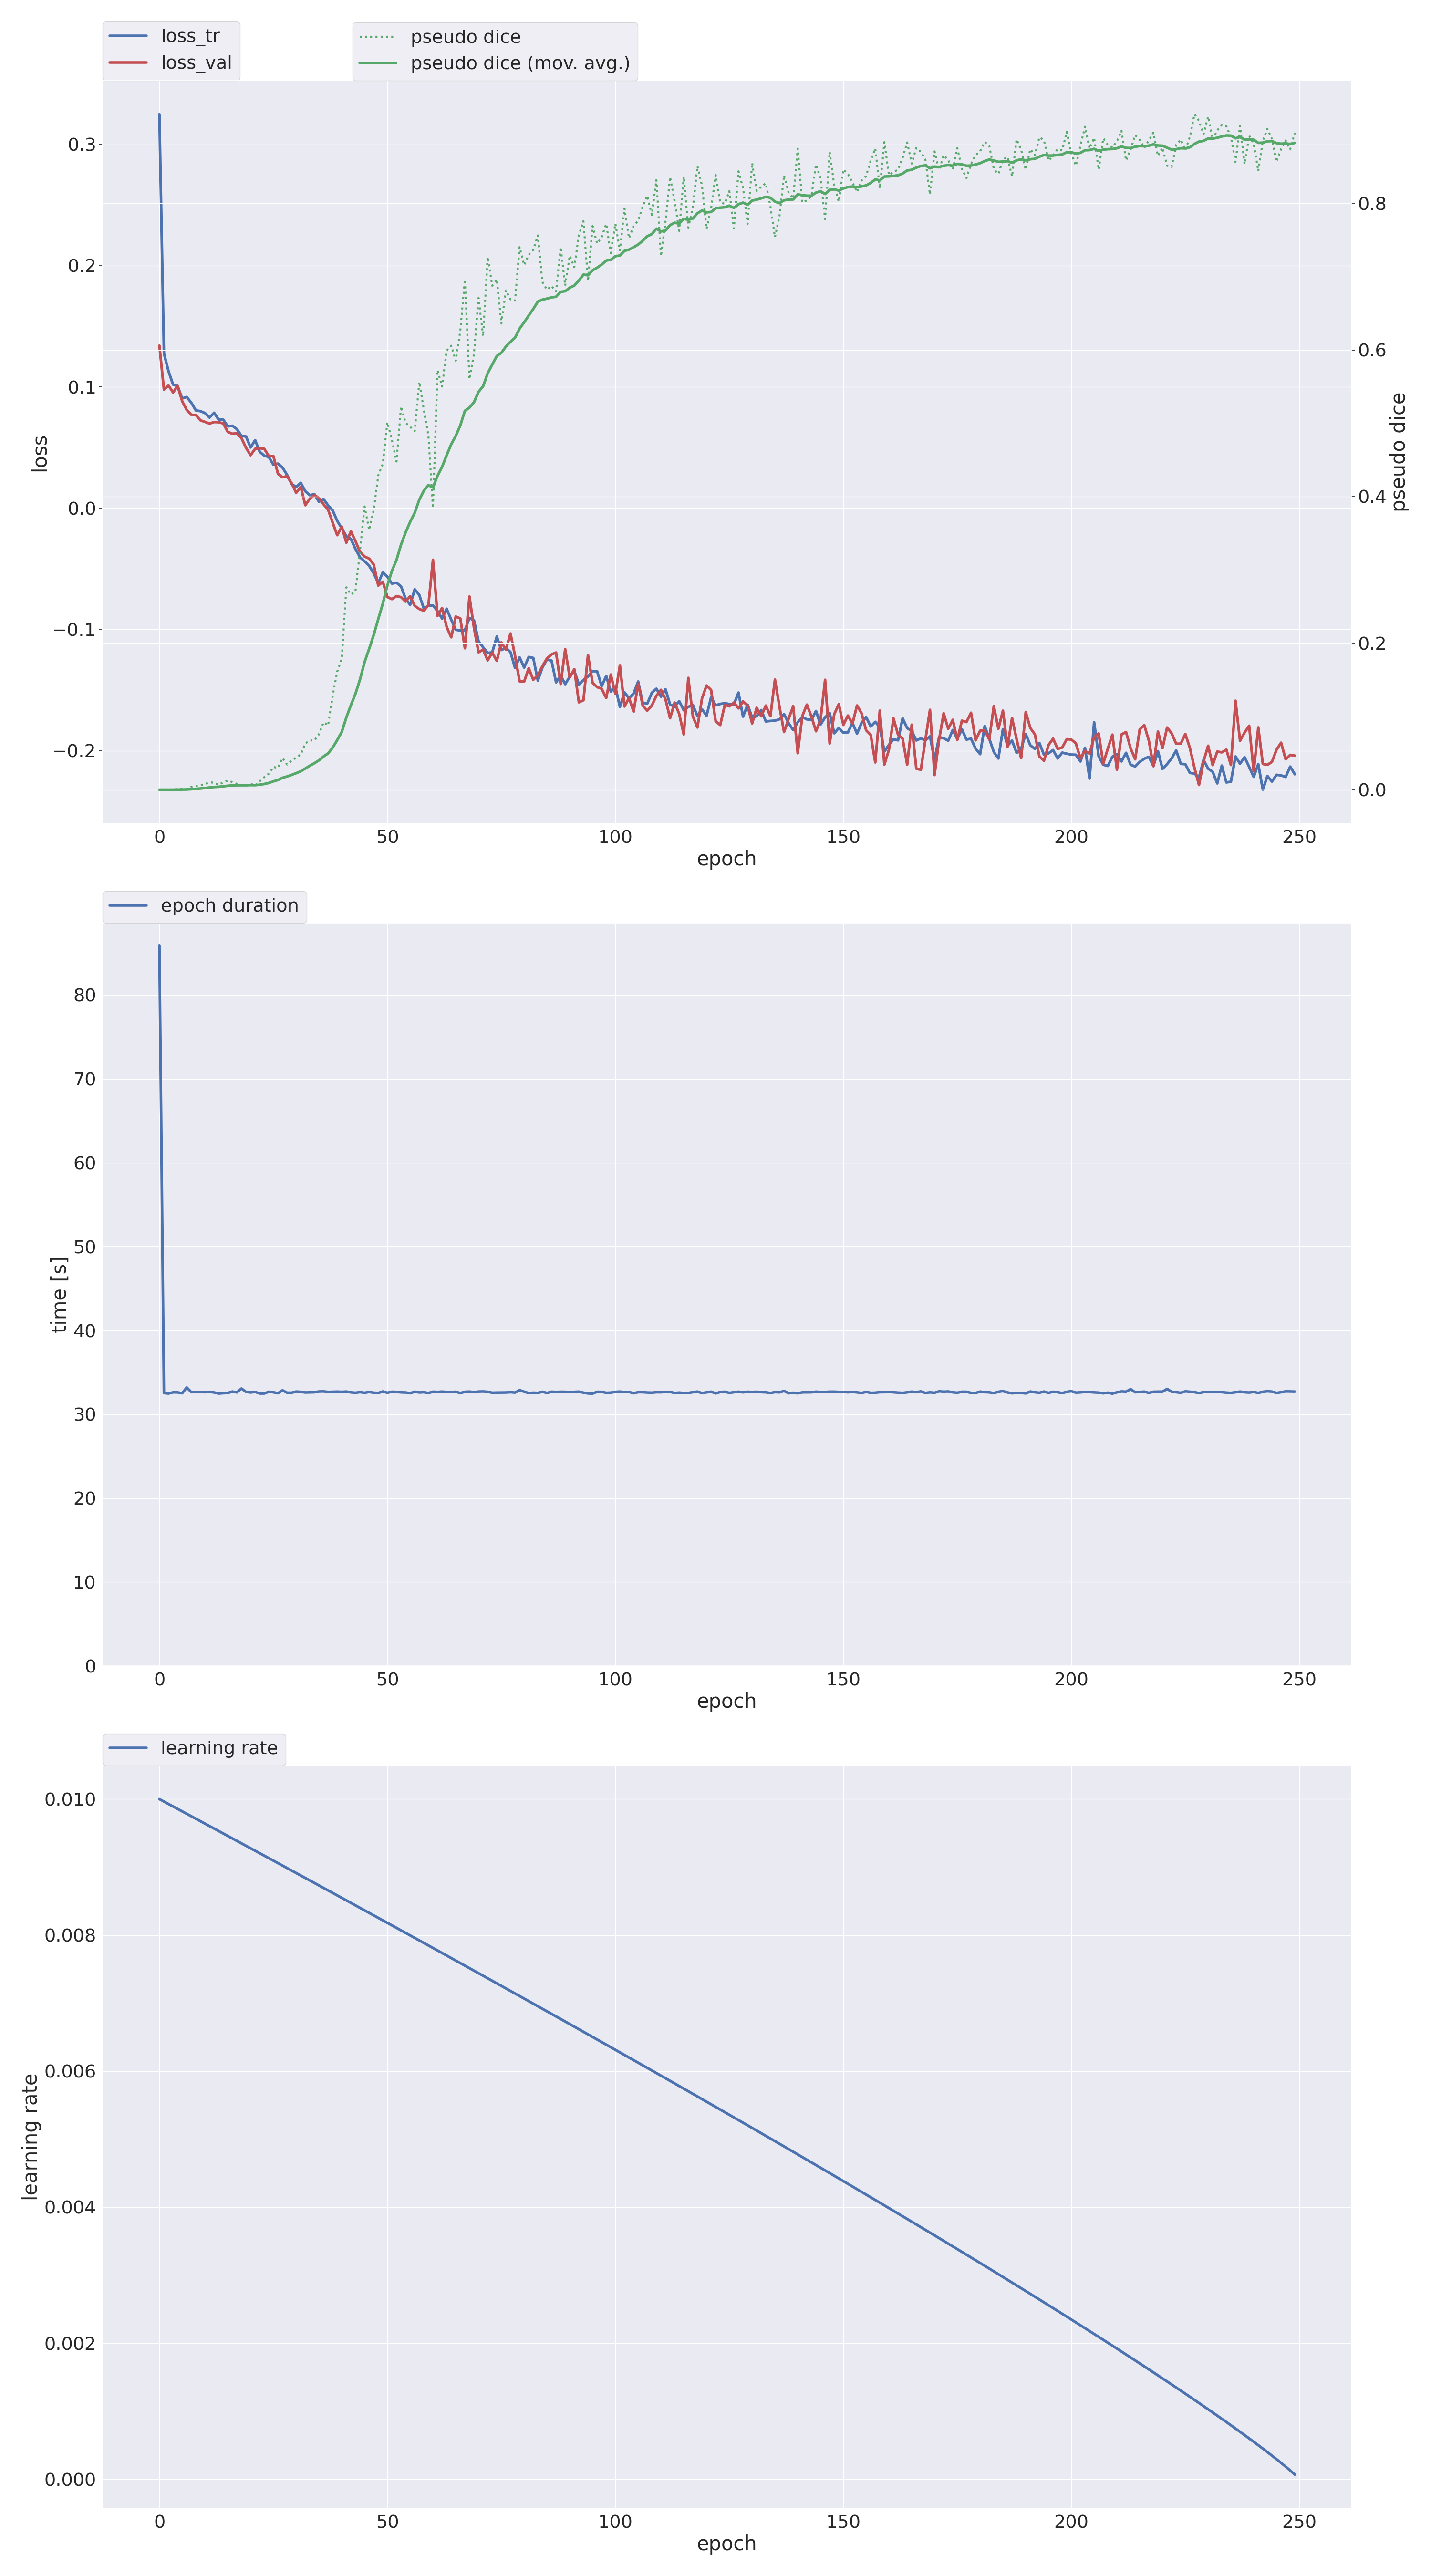 loss_tr
loss_val
pseudo dice
pseudo dice (mov. avg.)
0.3
0.2
0.1
0.0
−0.1
−0.2
loss
0.8
0.6
0.4
0.2
0.0
pseudo dice
0 50 100 150 200 250
epoch
epoch duration
80
70
60
50
40
30
20
10
0
time [s]
0 50 100 150 200 250
epoch
learning rate
0.010
0.008
0.006
0.004
0.002
0.000
learning rate
0 50 100 150 200 250
epoch